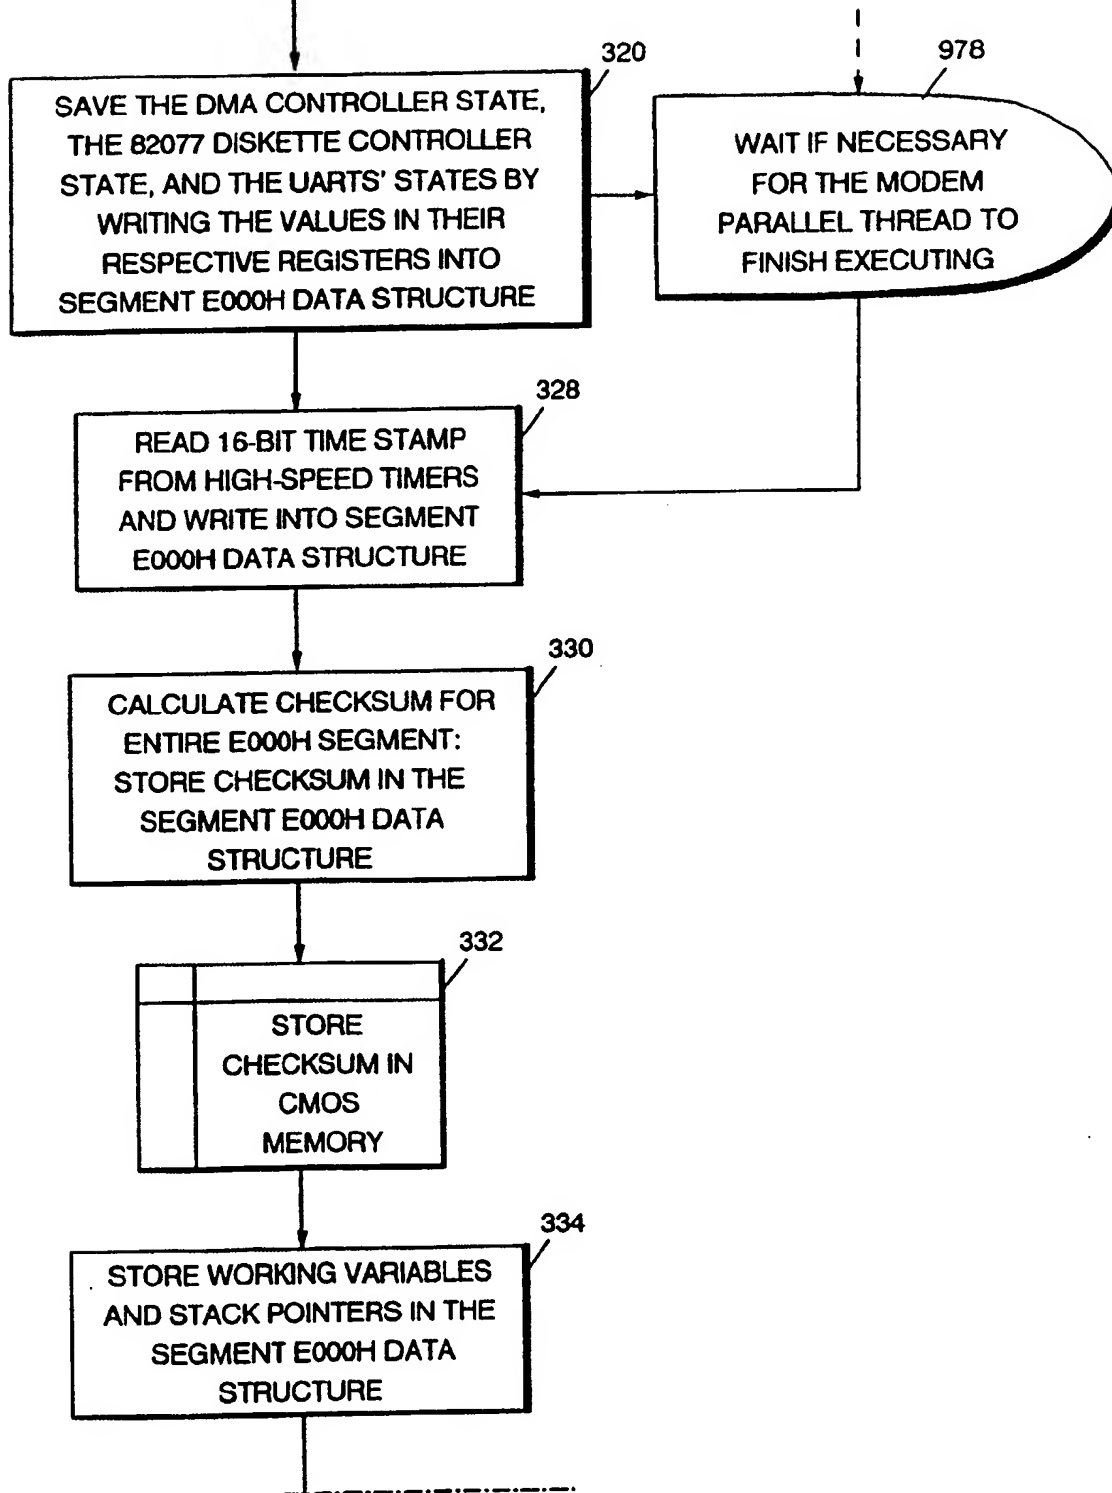 320
SAVE THE DMA CONTROLLER STATE,
THE 82077 DISKETTE CONTROLLER
STATE, AND THE UARTS' STATES BY
WRITING THE VALUES IN THEIR
RESPECTIVE REGISTERS INTO
SEGMENT E000H DATA STRUCTURE
978
WAIT IF NECESSARY
FOR THE MODEM
PARALLEL THREAD TO
FINISH EXECUTING
328
READ 16-BIT TIME STAMP
FROM HIGH-SPEED TIMERS
AND WRITE INTO SEGMENT
E000H DATA STRUCTURE
330
CALCULATE CHECKSUM FOR
ENTIRE E000H SEGMENT:
STORE CHECKSUM IN THE
SEGMENT E000H DATA
STRUCTURE
332
STORE
CHECKSUM IN
CMOS
MEMORY
334
STORE WORKING VARIABLES
AND STACK POINTERS IN THE
SEGMENT E000H DATA
STRUCTURE